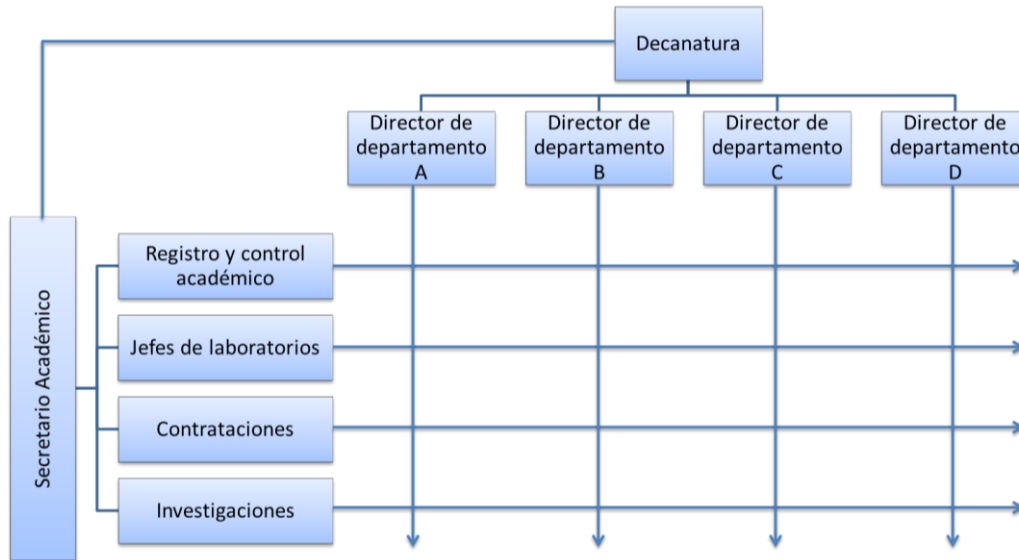 Decanatura
Director de
departamento
A
Director de
departamento
B
Director de
departamento
C
Director de
departamento
D
Secretario Académico
Registro y control
académico
Jefes de laboratorios
Contrataciones
Investigaciones